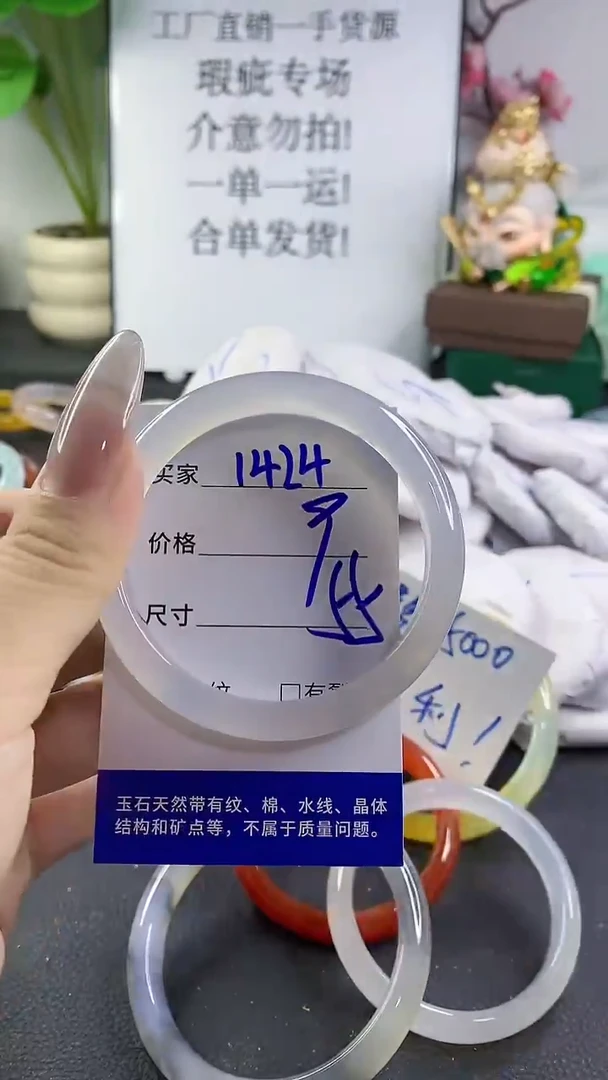 工厂直销一手货源
瑕疵专场
介意勿拍!
一单一运!
合单发货!
买家 1424
价格
尺寸
5000
利!
玉石天然带有纹、棉、水线、晶体
结构和矿点等，不属于质量问题。